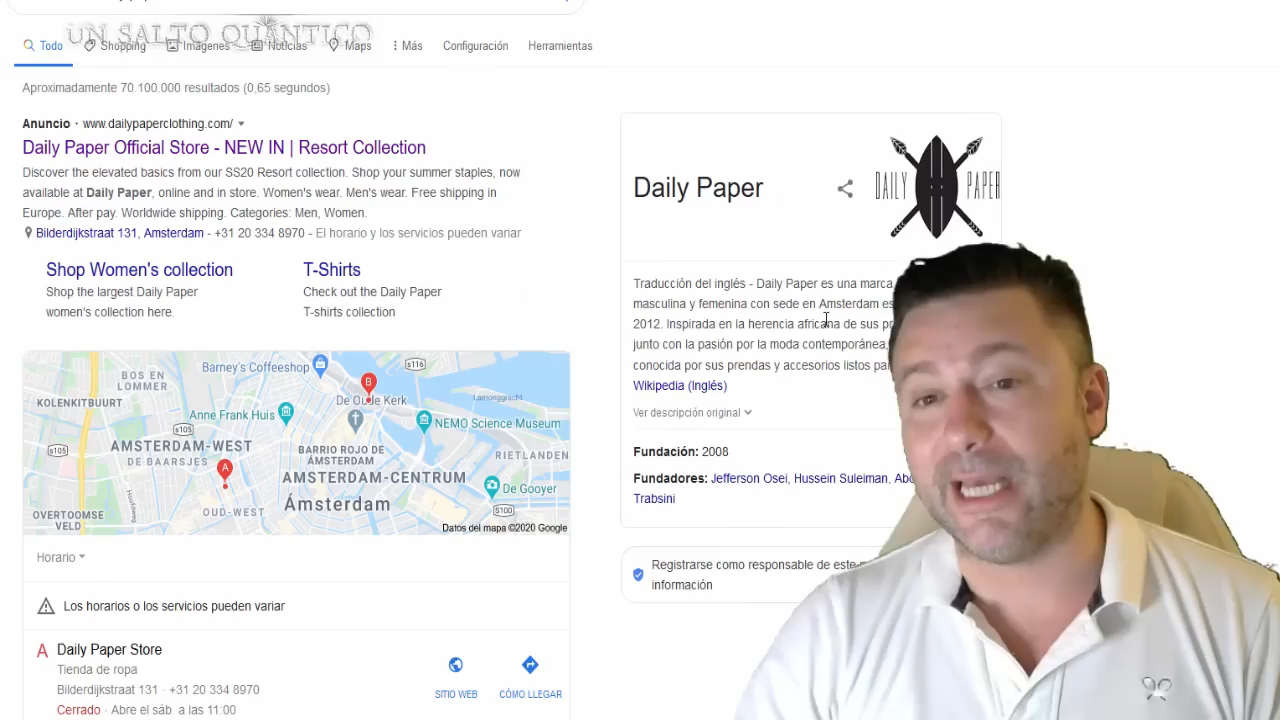 UN SALTO QUÁNTICO
Todo
Shopping
Imágenes
Noticias
Maps
Más
Configuración
Herramientas
Aproximadamente 70.100.000 resultados (0,65 segundos)
Anuncio · www.dailypaperclothing.com/
Daily Paper Official Store - NEW IN | Resort Collection
Discover the elevated basics from our SS20 Resort collection. Shop your summer staples, now
available at Daily Paper, online and in store. Women's wear. Men's wear. Free shipping in
Europe. After pay. Worldwide shipping. Categories: Men, Women.
Bilderdijkstraat 131, Amsterdam - +31 20 334 8970 - El horario y los servicios pueden variar
Shop Women's collection
Shop the largest Daily Paper
women's collection here.
T-Shirts
Check out the Daily Paper
T-shirts collection
Barney's Coffeeshop
s116
BOS EN
LOMMER
KOLENKITBUURT
B
De Oude Kerk
Lamonggracht
Anne Frank Huis
NEMO Science Museum
s105
s105
AMSTERDAM-WEST
DE BAARSJES
BARRIO ROJO DE
ÁMSTERDAM
RIETLANDEN
A
AMSTERDAM-CENTRUM
De Gooyer
OUD-WEST
Ámsterdam
s100
OVERTOOMSE
VELD
Datos del mapa ©2020 Google
Horario
Los horarios o los servicios pueden variar
A Daily Paper Store
Tienda de ropa
Bilderdijkstraat 131 · +31 20 334 8970
Cerrado · Abre el sáb. a las 11:00
SITIO WEB
CÓMO LLEGAR
Daily Paper
DAILY PAPER
Traducción del inglés - Daily Paper es una marca
masculina y femenina con sede en Amsterdam
2012. Inspirada en la herencia africana de sus
junto con la pasión por la moda contemporánea,
conocida por sus prendas y accesorios listos
Wikipedia (Inglés)
Ver descripción original
Fundación: 2008
Fundadores: Jefferson Osei, Hussein Suleiman,
Trabsini
Registrarse como responsable de este
información